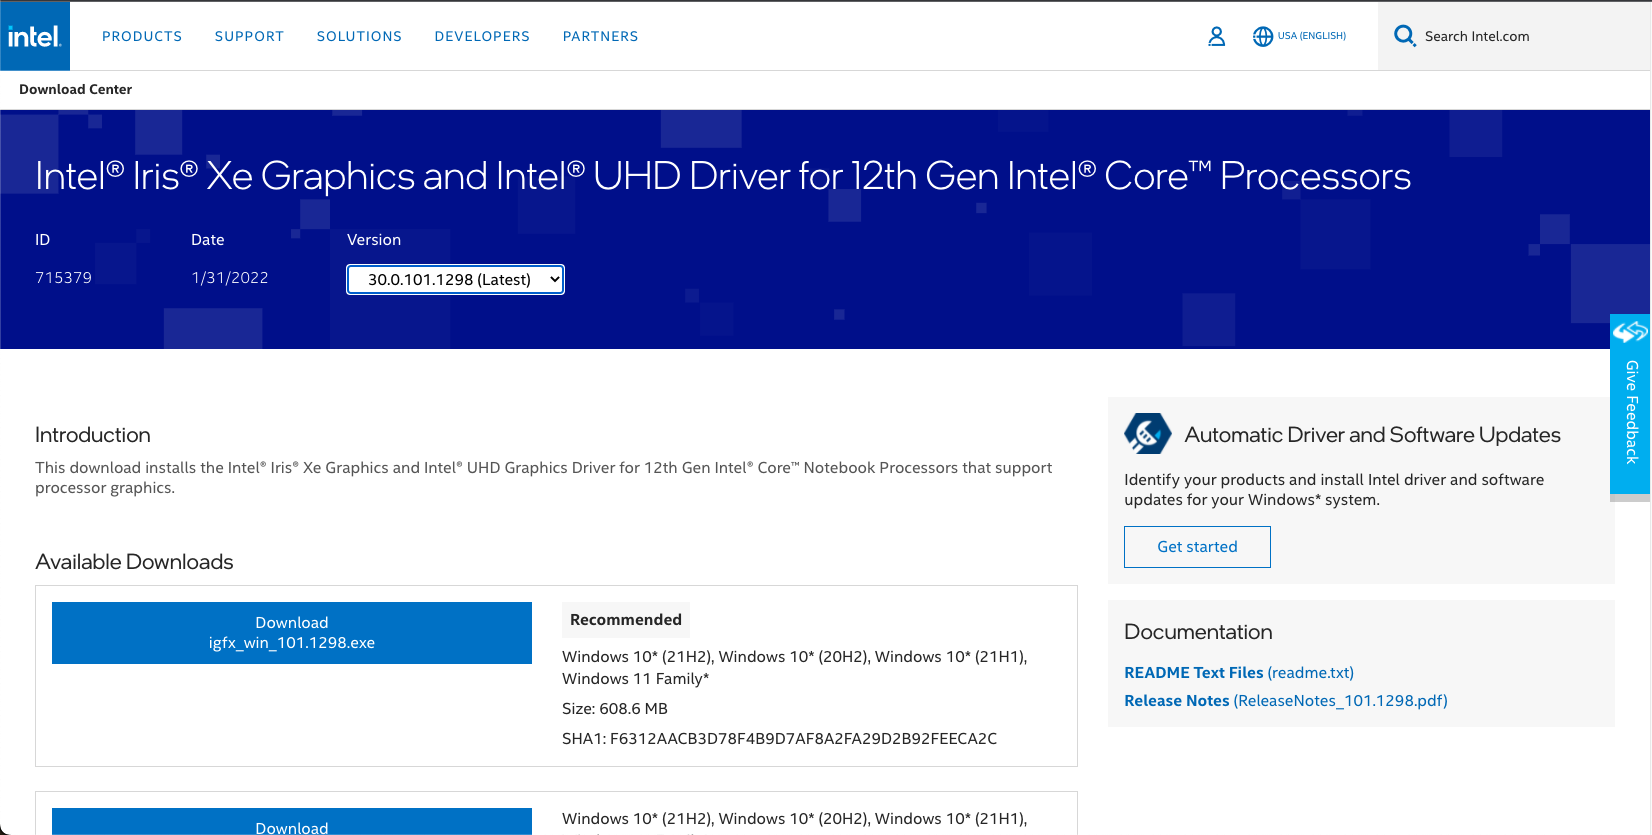 intel.
PRODUCTS SUPPORT SOLUTIONS DEVELOPERS PARTNERS
USA (ENGLISH)
Search Intel.com
Download Center
Intel® Iris® Xe Graphics and Intel® UHD Driver for 12th Gen Intel® Core™ Processors
ID Date Version
715379 1/31/2022 30.0.101.1298 (Latest)
Give Feedback
Introduction
This download installs the Intel® Iris® Xe Graphics and Intel® UHD Graphics Driver for 12th Gen Intel® Core™ Notebook Processors that support
processor graphics.
Available Downloads
Download
igfx_win_101.1298.exe
Recommended
Windows 10* (21H2), Windows 10* (20H2), Windows 10* (21H1),
Windows 11 Family*
Size: 608.6 MB
SHA1: F6312AACB3D78F4B9D7AF8A2FA29D2B92FEECA2C
Download
Windows 10* (21H2), Windows 10* (20H2), Windows 10* (21H1),
Automatic Driver and Software Updates
Identify your products and install Intel driver and software
updates for your Windows* system.
Get started
Documentation
README Text Files (readme.txt)
Release Notes (ReleaseNotes_101.1298.pdf)